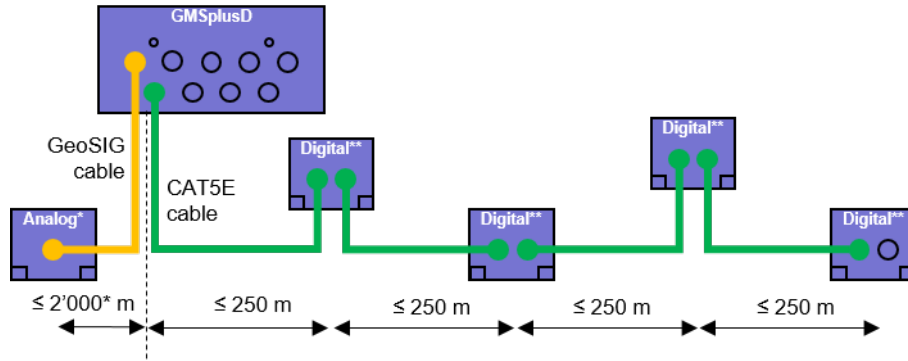 GMSplusD
GeoSIG
cable
CAT5E
cable
Analog*
Digital**
Digital**
Digital**
Digital**
≤ 2’000* m
≤ 250 m
≤ 250 m
≤ 250 m
≤ 250 m